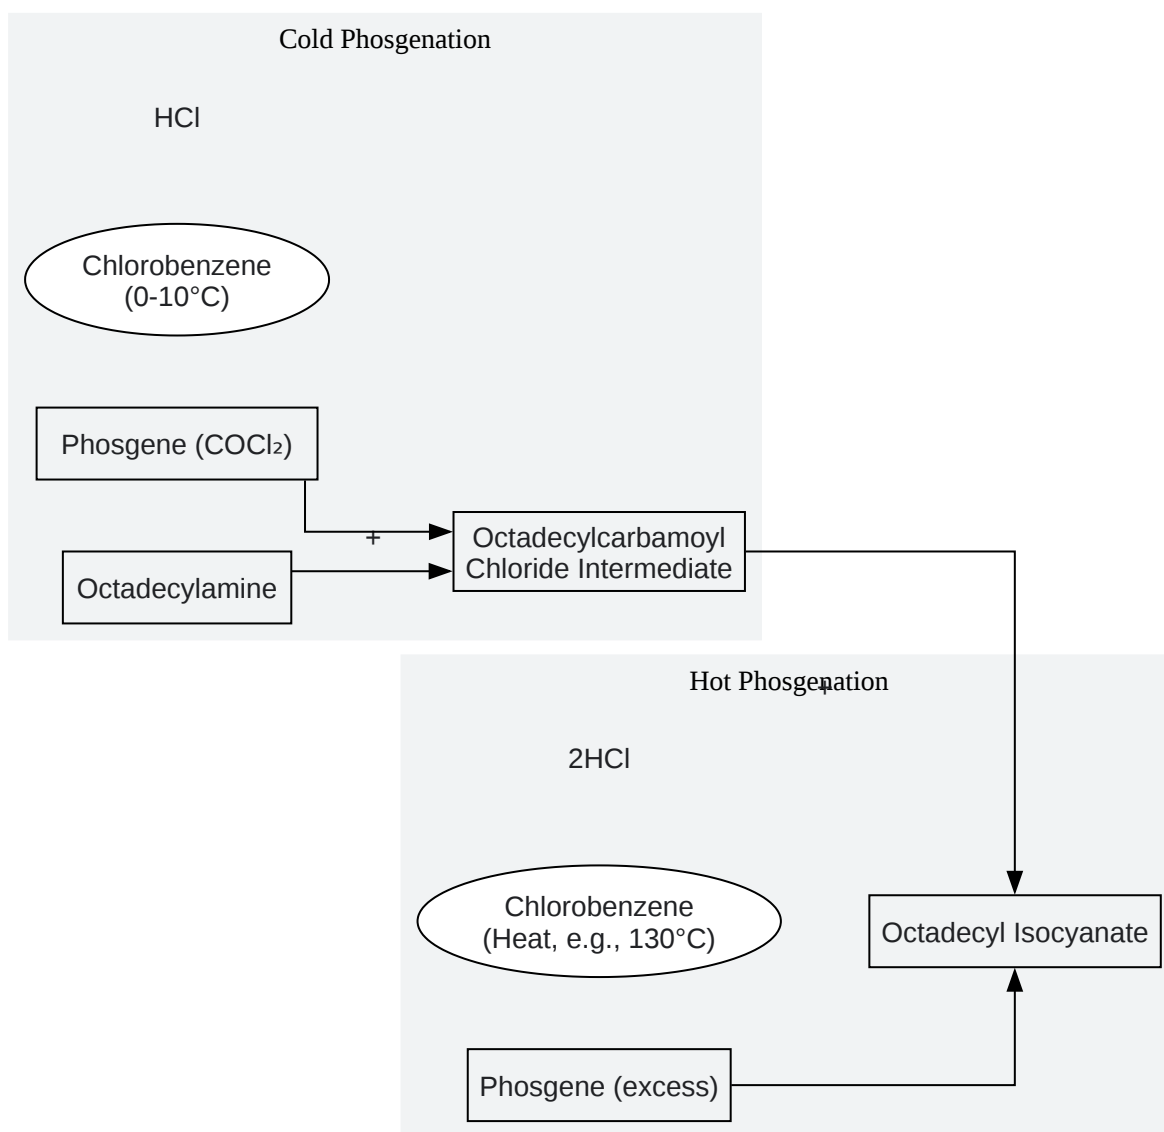 Cold Phosgenation
HCl
Chlorobenzene
(0-10°C)
Phosgene (COCl₂)
+
Octadecylcarbamoyl
Chloride Intermediate
Octadecylamine
Hot Phosgenation
+
2HCl
Chlorobenzene
(Heat, e.g., 130°C)
Octadecyl Isocyanate
Phosgene (excess)